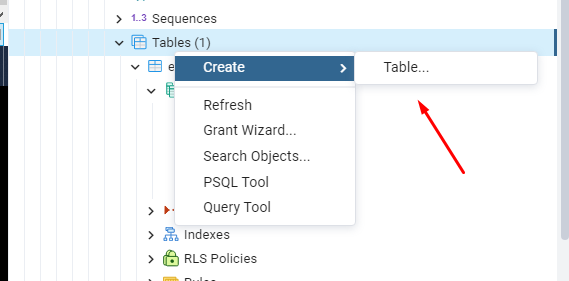 1..3 Sequences
Tables (1)
Create
Table...
Refresh
Grant Wizard...
Search Objects...
PSQL Tool
Query Tool
Indexes
RLS Policies
Rules